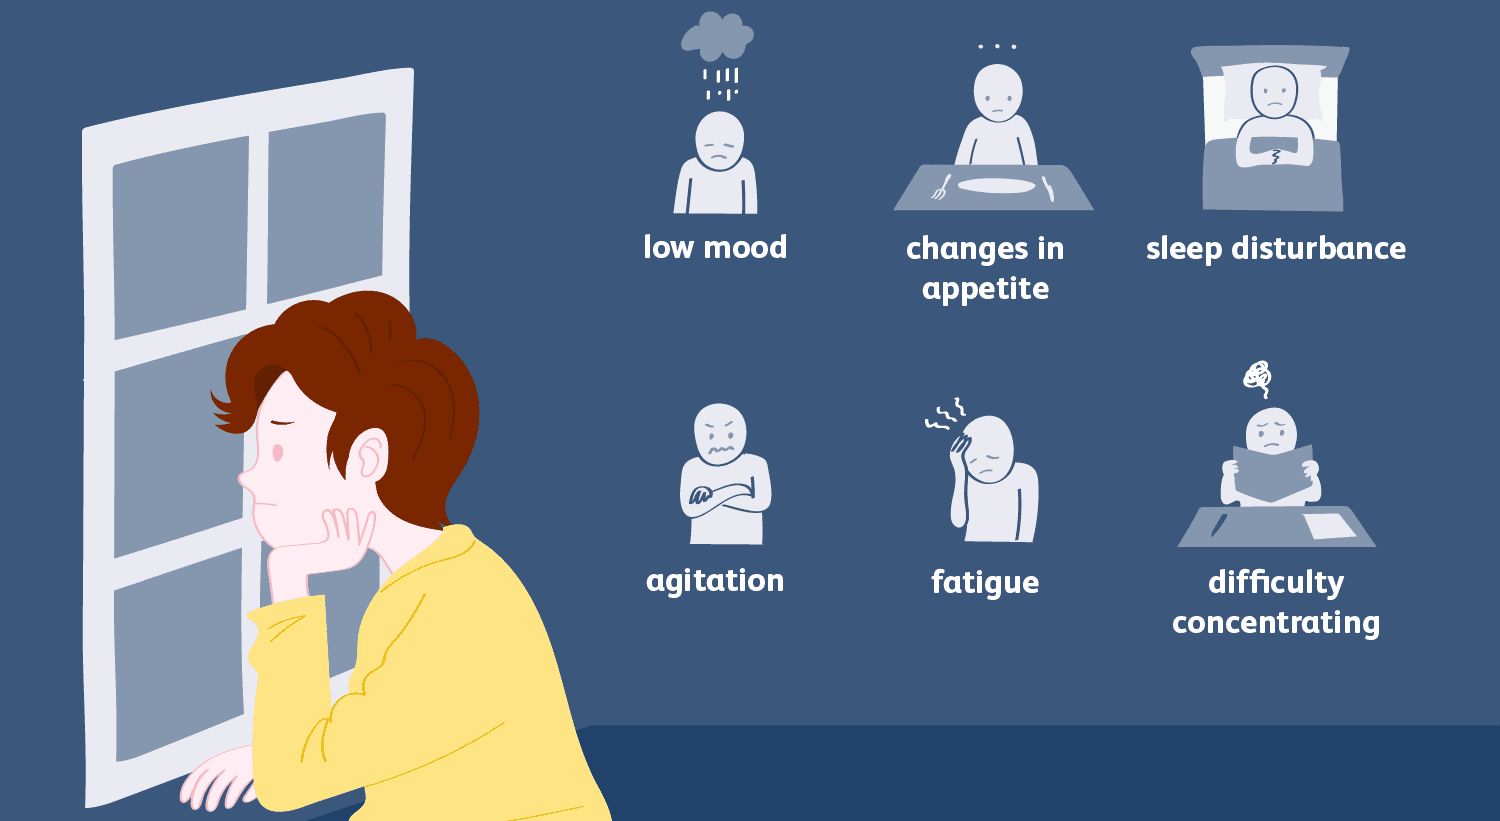 low mood
changes in
appetite
sleep disturbance
agitation
fatigue
difficulty
concentrating